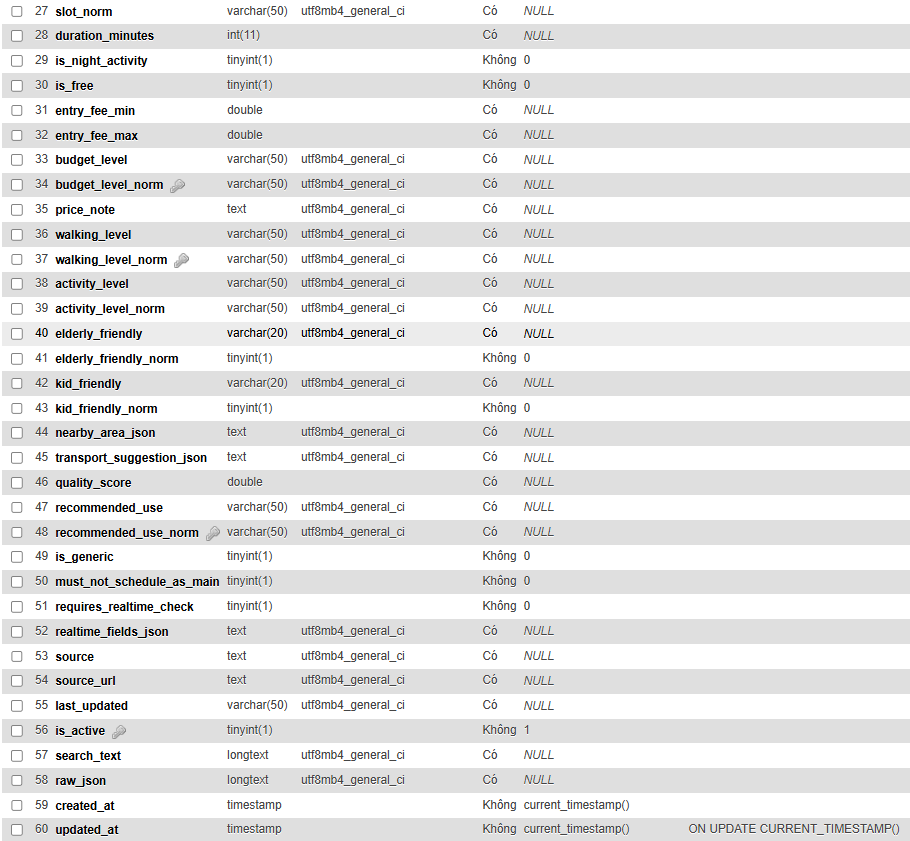 27 slot_norm varchar(50) utf8mb4_general_ci Có NULL
28 duration_minutes int(11) Có NULL
29 is_night_activity tinyint(1) Không 0
30 is_free tinyint(1) Không 0
31 entry_fee_min double Có NULL
32 entry_fee_max double Có NULL
33 budget_level varchar(50) utf8mb4_general_ci Có NULL
34 budget_level_norm varchar(50) utf8mb4_general_ci Có NULL
35 price_note text utf8mb4_general_ci Có NULL
36 walking_level varchar(50) utf8mb4_general_ci Có NULL
37 walking_level_norm varchar(50) utf8mb4_general_ci Có NULL
38 activity_level varchar(50) utf8mb4_general_ci Có NULL
39 activity_level_norm varchar(50) utf8mb4_general_ci Có NULL
40 elderly_friendly varchar(20) utf8mb4_general_ci Có NULL
41 elderly_friendly_norm tinyint(1) Không 0
42 kid_friendly varchar(20) utf8mb4_general_ci Có NULL
43 kid_friendly_norm tinyint(1) Không 0
44 nearby_area_json text utf8mb4_general_ci Có NULL
45 transport_suggestion_json text utf8mb4_general_ci Có NULL
46 quality_score double Có NULL
47 recommended_use varchar(50) utf8mb4_general_ci Có NULL
48 recommended_use_norm varchar(50) utf8mb4_general_ci Có NULL
49 is_generic tinyint(1) Không 0
50 must_not_schedule_as_main tinyint(1) Không 0
51 requires_realtime_check tinyint(1) Không 0
52 realtime_fields_json text utf8mb4_general_ci Có NULL
53 source text utf8mb4_general_ci Có NULL
54 source_url text utf8mb4_general_ci Có NULL
55 last_updated varchar(50) utf8mb4_general_ci Có NULL
56 is_active tinyint(1) Không 1
57 search_text longtext utf8mb4_general_ci Có NULL
58 raw_json longtext utf8mb4_general_ci Có NULL
59 created_at timestamp Không current_timestamp()
60 updated_at timestamp Không current_timestamp() ON UPDATE CURRENT_TIMESTAMP()